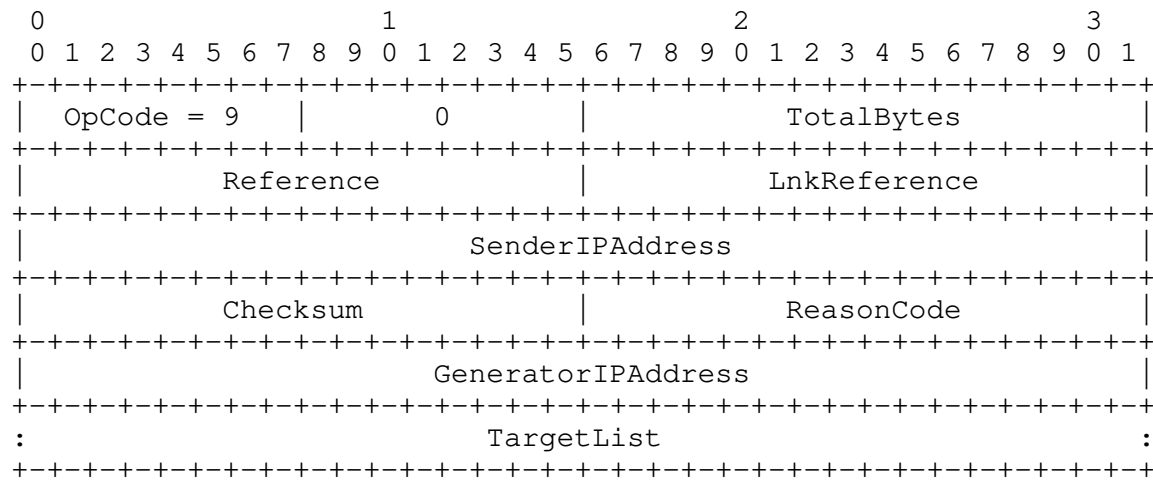 0                   1                   2                   3
 0 1 2 3 4 5 6 7 8 9 0 1 2 3 4 5 6 7 8 9 0 1 2 3 4 5 6 7 8 9 0 1
+-+-+-+-+-+-+-+-+-+-+-+-+-+-+-+-+-+-+-+-+-+-+-+-+-+-+-+-+-+-+-+-+
|  OpCode = 9   |       0       |           TotalBytes          |
+-+-+-+-+-+-+-+-+-+-+-+-+-+-+-+-+-+-+-+-+-+-+-+-+-+-+-+-+-+-+-+-+
|           Reference           |          LnkReference         |
+-+-+-+-+-+-+-+-+-+-+-+-+-+-+-+-+-+-+-+-+-+-+-+-+-+-+-+-+-+-+-+-+
|                         SenderIPAddress                       |
+-+-+-+-+-+-+-+-+-+-+-+-+-+-+-+-+-+-+-+-+-+-+-+-+-+-+-+-+-+-+-+-+
|           Checksum            |           ReasonCode          |
+-+-+-+-+-+-+-+-+-+-+-+-+-+-+-+-+-+-+-+-+-+-+-+-+-+-+-+-+-+-+-+-+
|                       GeneratorIPAddress                      |
+-+-+-+-+-+-+-+-+-+-+-+-+-+-+-+-+-+-+-+-+-+-+-+-+-+-+-+-+-+-+-+-+
:                          TargetList                           :
+-+-+-+-+-+-+-+-+-+-+-+-+-+-+-+-+-+-+-+-+-+-+-+-+-+-+-+-+-+-+-+-+